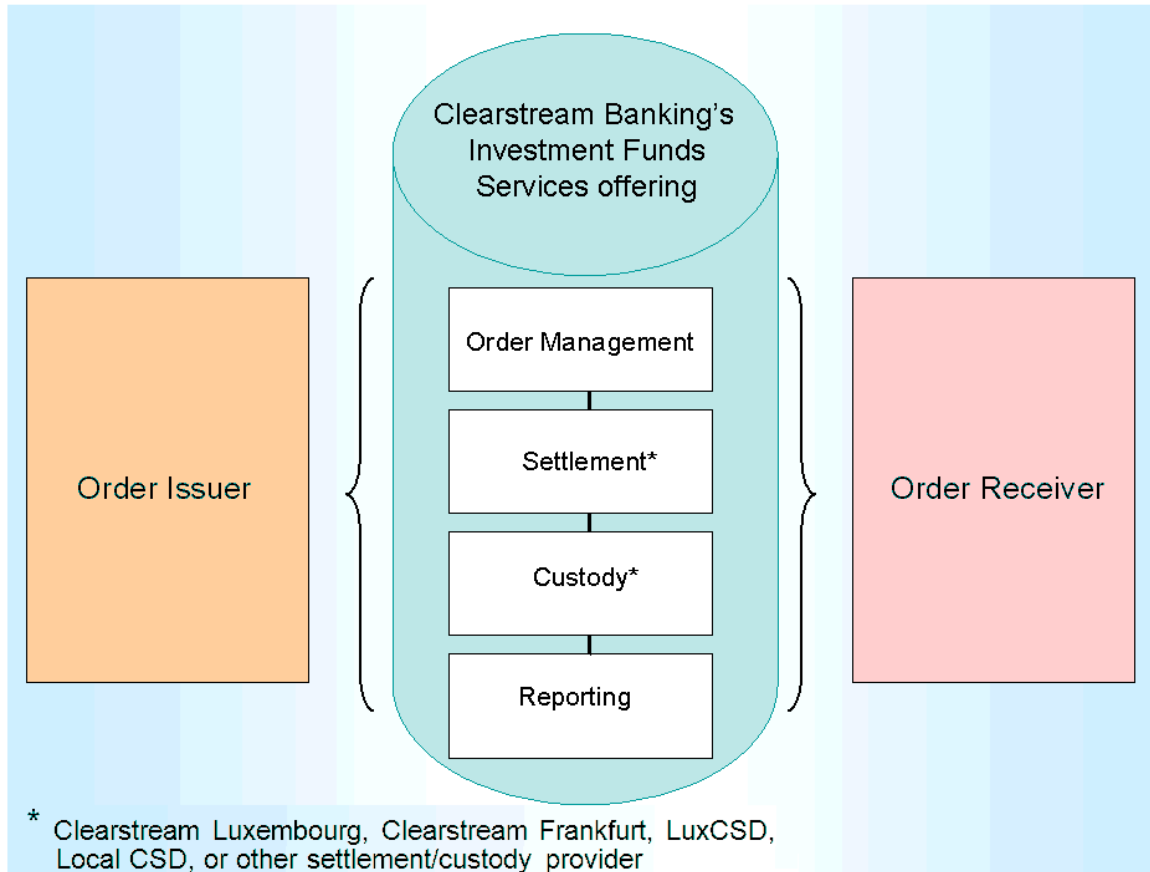 Clearstream Banking's
Investment Funds
Services offering
Order Management
Settlement*
Custody*
Reporting
Order Issuer
Order Receiver
* Clearstream Luxembourg, Clearstream Frankfurt, LuxCSD,
Local CSD, or other settlement/custody provider